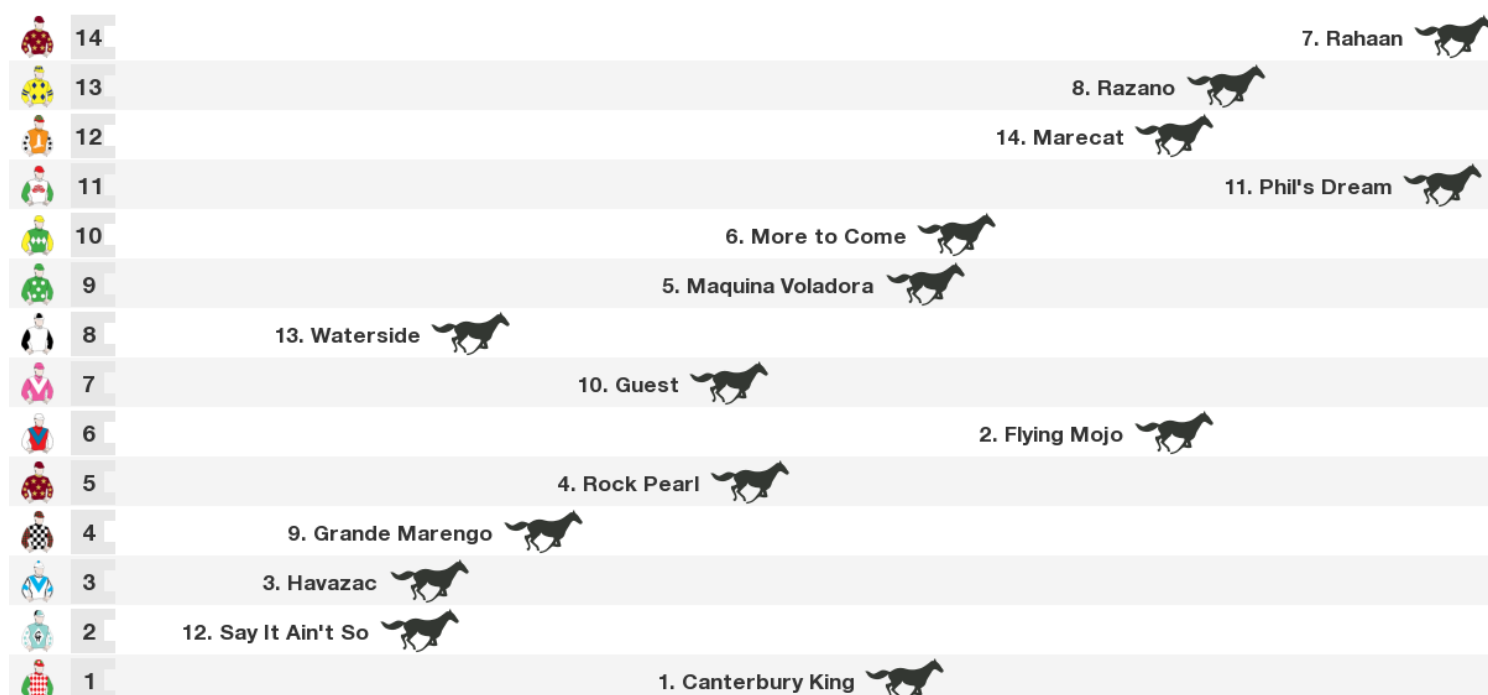 14 7. Rahaan
13 8. Razano
12 14. Marecat
11 11. Phil's Dream
10 6. More to Come
9 5. Maquina Voladora
8 13. Waterside
7 10. Guest
6 2. Flying Mojo
5 4. Rock Pearl
4 9. Grande Marengo
3 3. Havazac
2 12. Say It Ain't So
1 1. Canterbury King